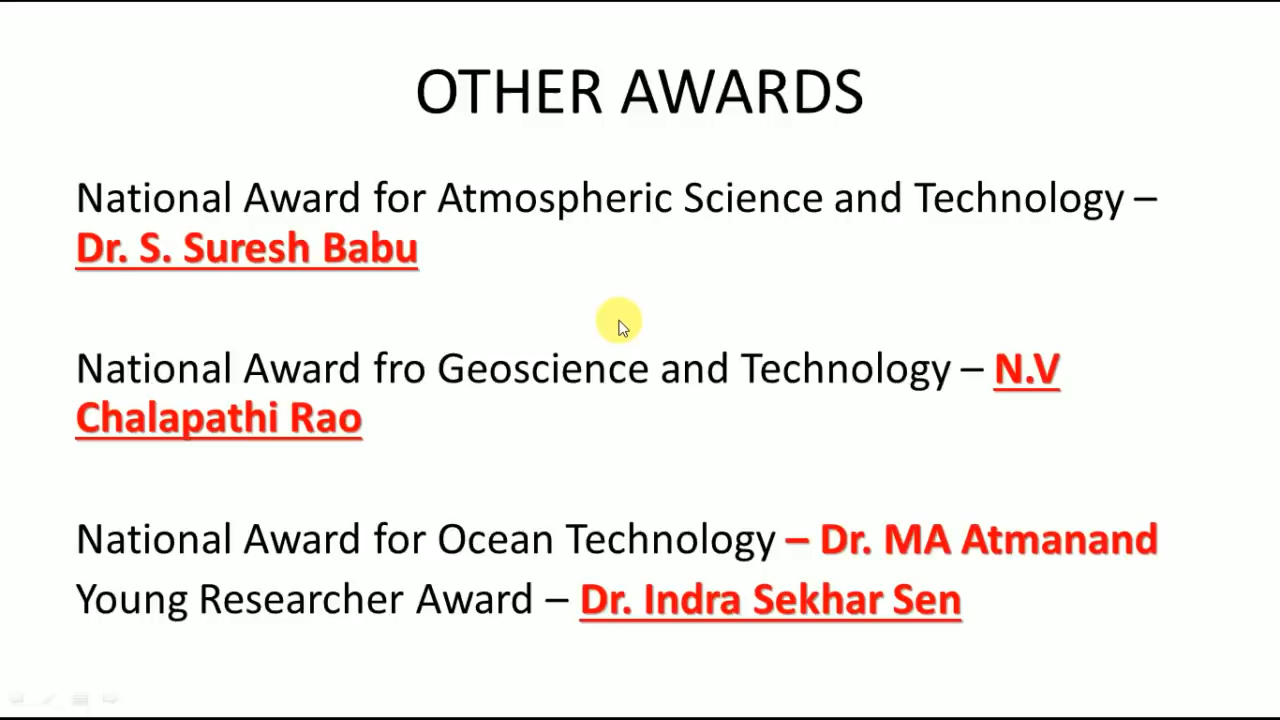 OTHER AWARDS
National Award for Atmospheric Science and Technology –
Dr. S. Suresh Babu
National Award fro Geoscience and Technology – N.V
Chalapathi Rao
National Award for Ocean Technology – Dr. MA Atmanand
Young Researcher Award – Dr. Indra Sekhar Sen